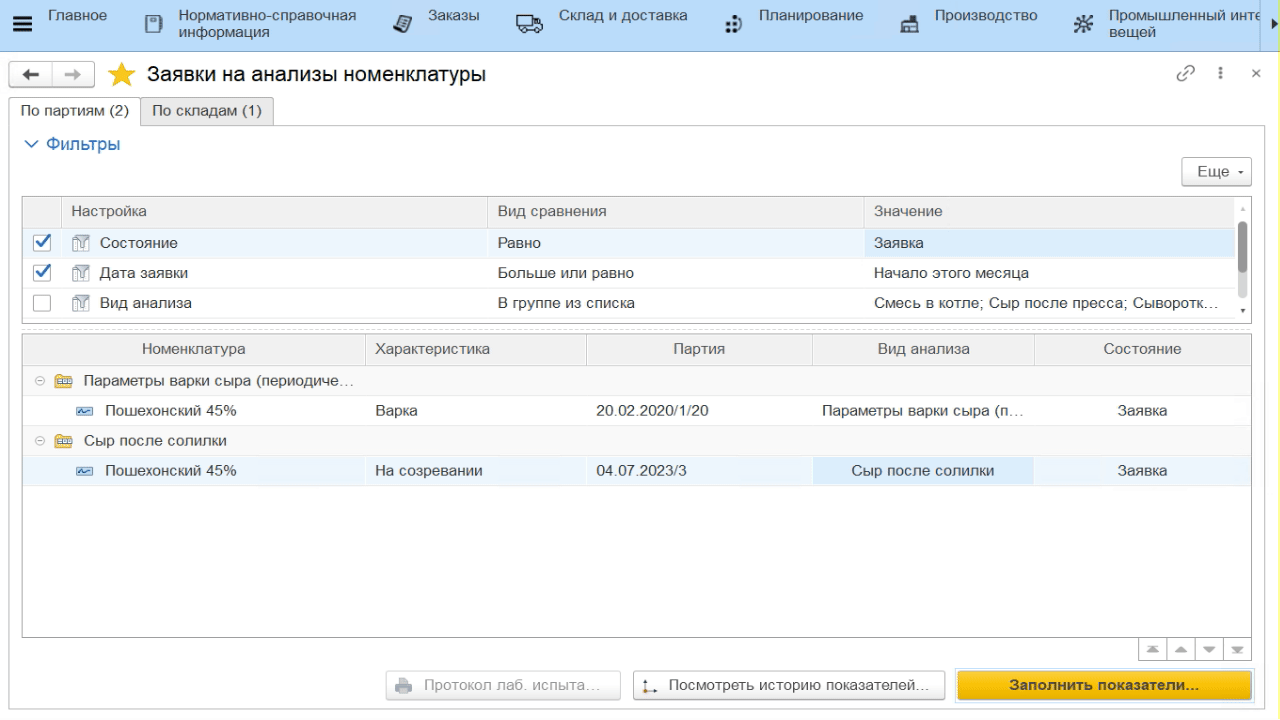 Главное
Нормативно-справочная
информация
Заказы
Склад и доставка
Планирование
Производство
Промышленный инте
вещей
Заявки на анализы номенклатуры
По партиям (2)
По складам (1)
Фильтры
Еще
Настройка Вид сравнения Значение
Состояние Равно Заявка
Дата заявки Больше или равно Начало этого месяца
Вид анализа В группе из списка Смесь в котле; Сыр после пресса; Сыворотк...
Номенклатура Характеристика Партия Вид анализа Состояние
Параметры варки сыра (периодиче...
Пошехонский 45% Варка 20.02.2020/1/20 Параметры варки сыра (п... Заявка
Сыр после солилки
Пошехонский 45% На созревании 04.07.2023/3 Сыр после солилки Заявка
Протокол лаб. испыта... Посмотреть историю показателей... Заполнить показатели...